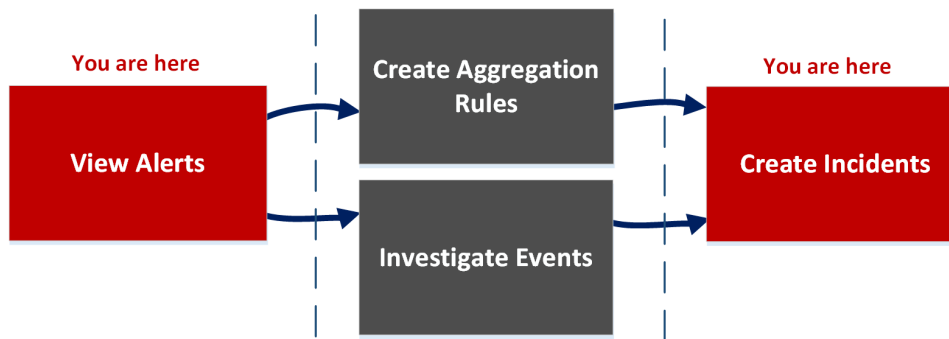 You are here
View Alerts
Create Aggregation
Rules
Investigate Events
You are here
Create Incidents